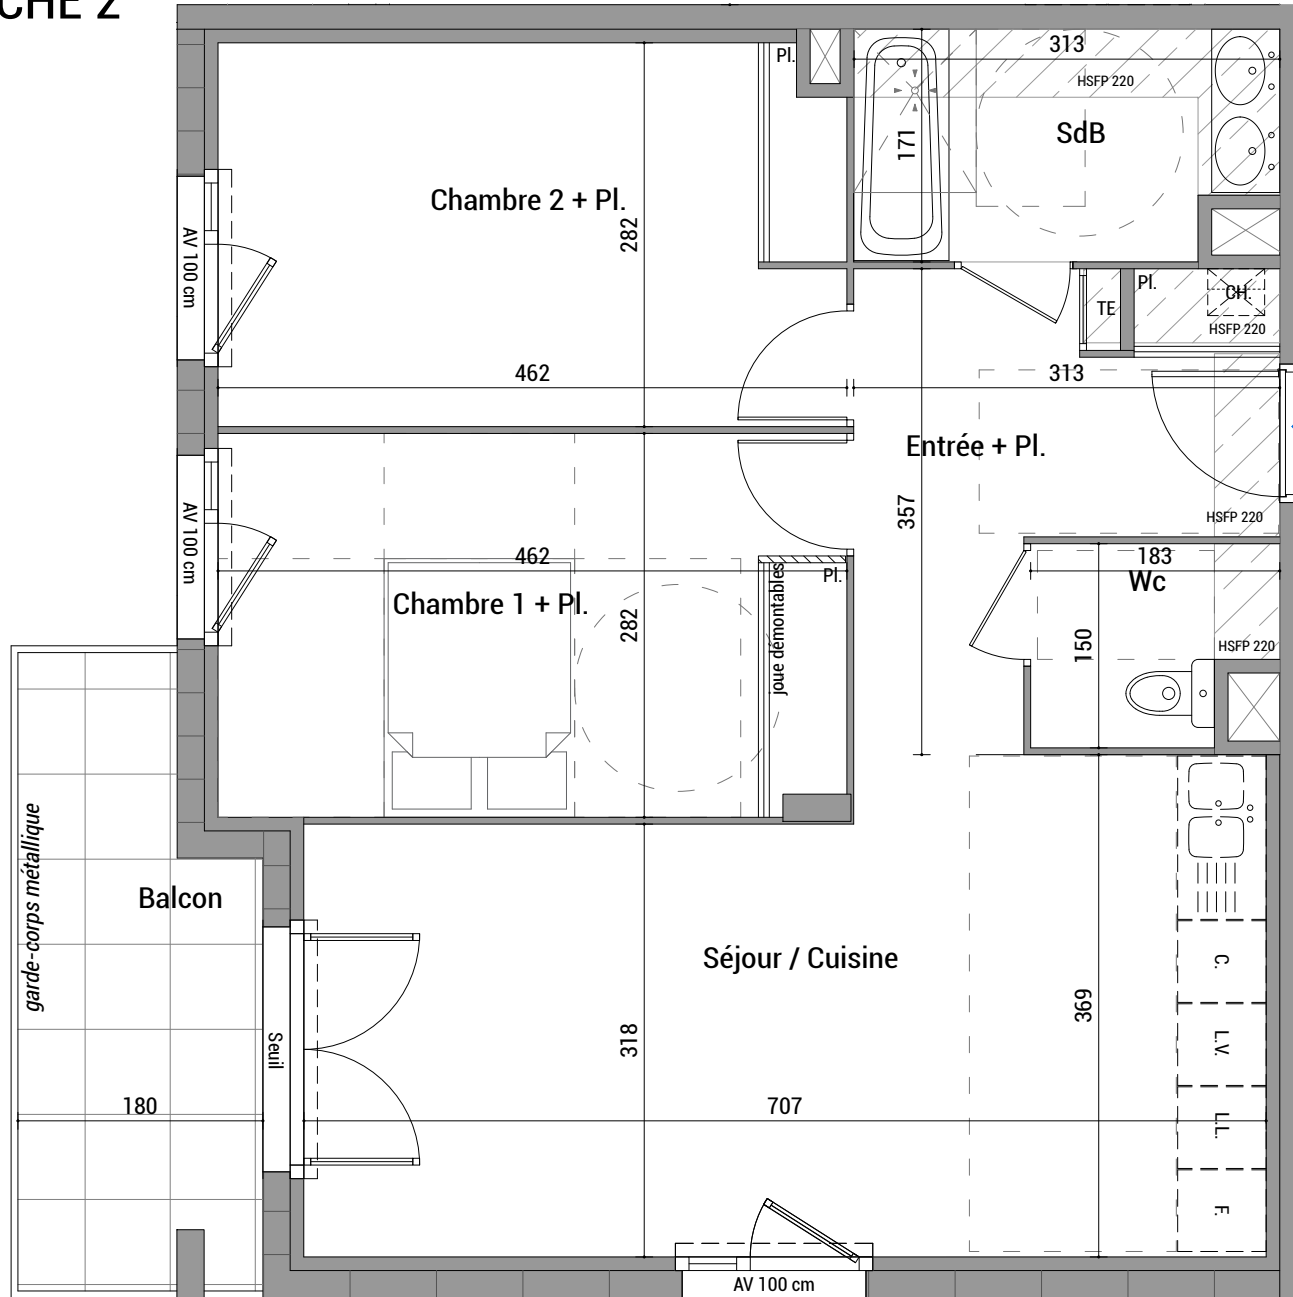 CHE 2
Pl.
313
HSFP 220
SdB
171
Chambre 2 + Pl.
282
AV 100 cm
Pl.
CH.
TE
HSFP 220
462
313
Entrée + Pl.
357
HSFP 220
AV 100 cm
462
Pl.
183
Wc
Chambre 1 + Pl.
282
joue démontables
150
HSFP 220
garde-corps métallique
Balcon
Séjour / Cuisine
C.
318
369
Seuil
L.V.
180
707
L.L.
F.
AV 100 cm